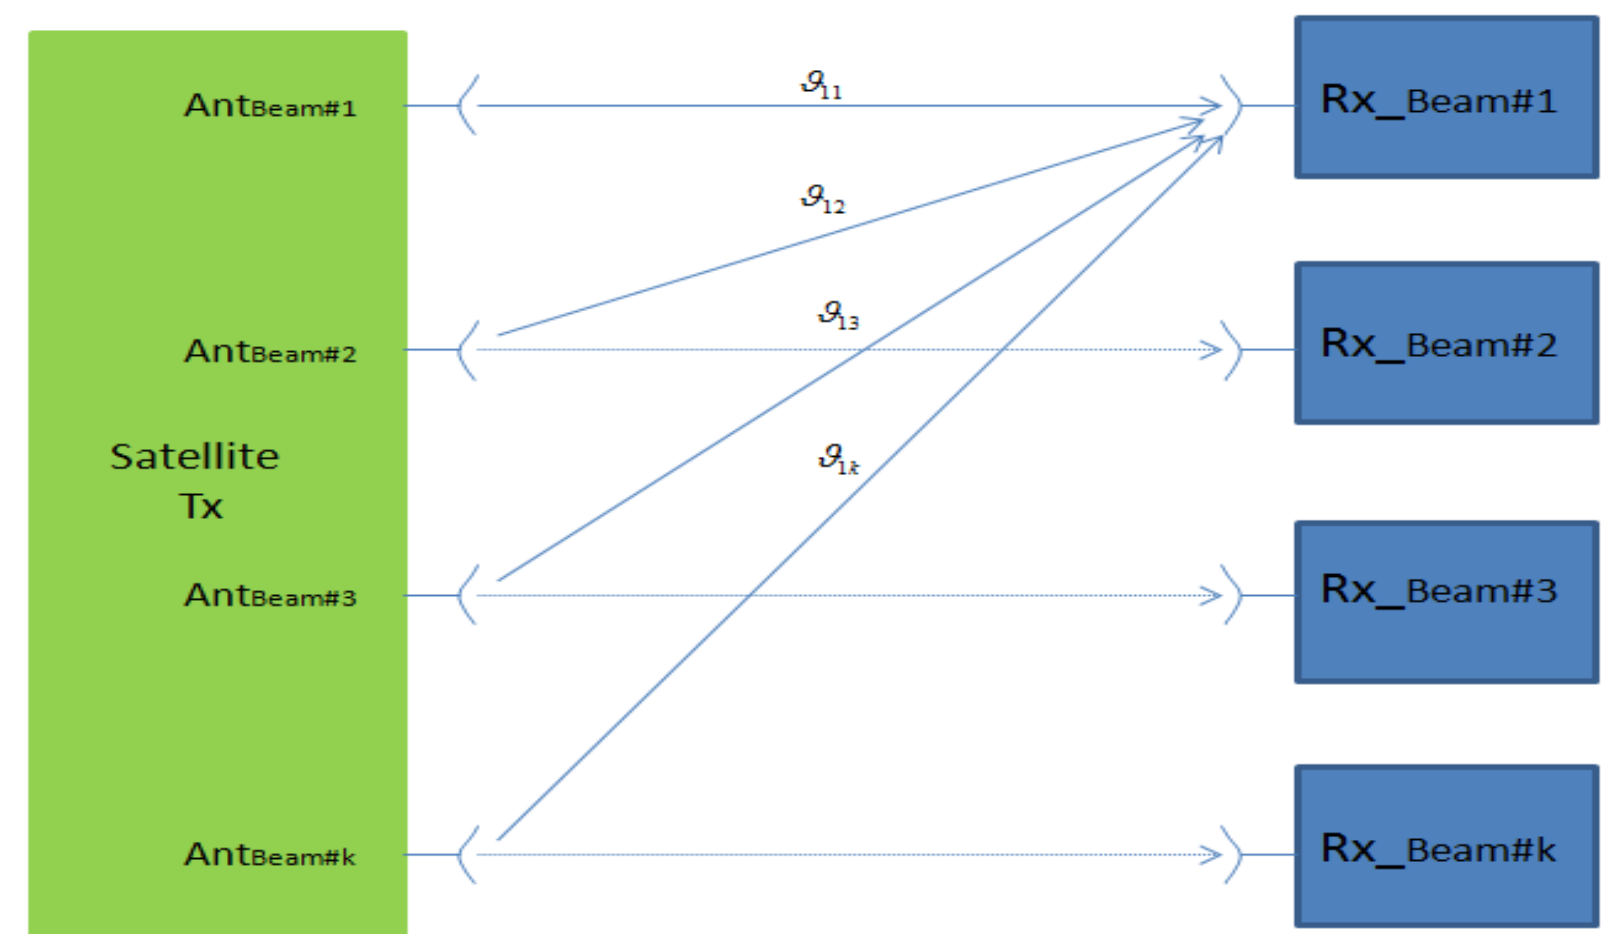 AntBeam#1
𝜗11
Rx_Beam#1
𝜗12
AntBeam#2
𝜗13
Rx_Beam#2
Satellite
Tx
𝜗1k
AntBeam#3
Rx_Beam#3
AntBeam#k
Rx_Beam#k